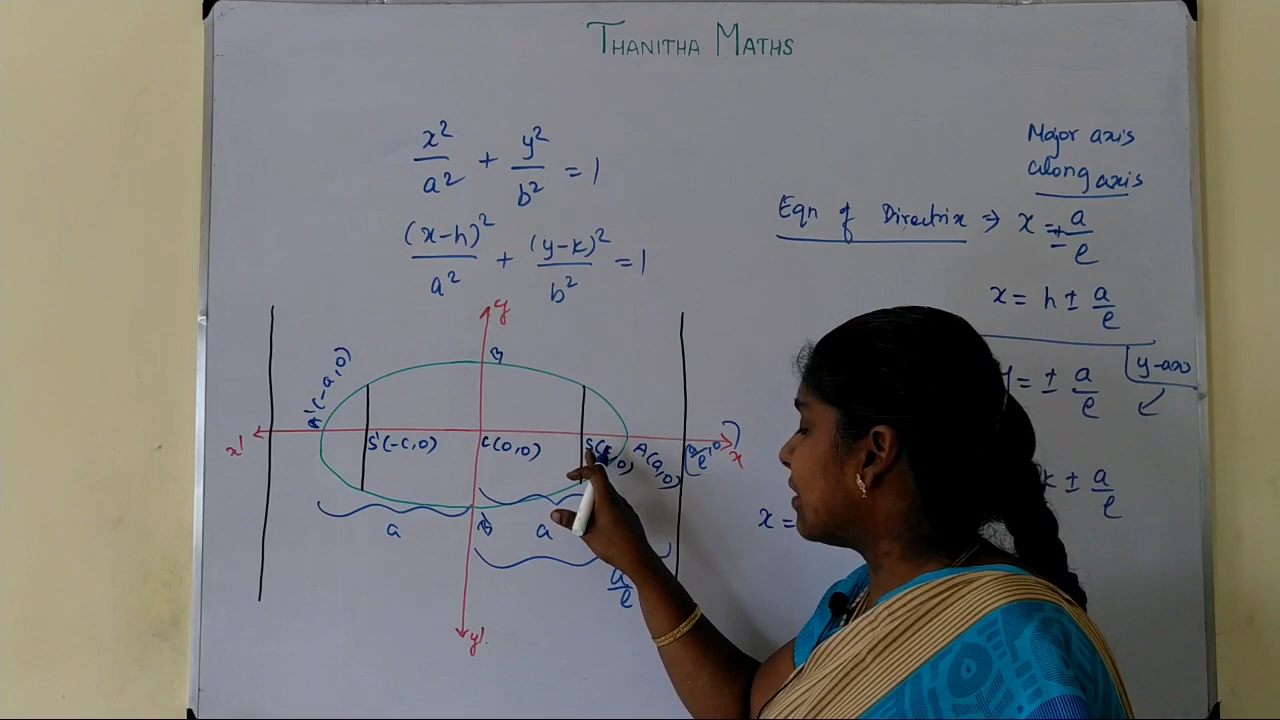 THANITHA MATHS
x²/a² + y²/b² = 1
(x-h)²/a² + (y-k)²/b² = 1
Major axis
along axis
Eqn of Directrix ⇒ x = ± a/e
x = h ± a/e
y = ± a/e
k ± a/e
x =
y
B
A'(-a,0)
x'
S'(-c,0)
C(0,0)
A(a,0)
x
a
a
a/e
y'